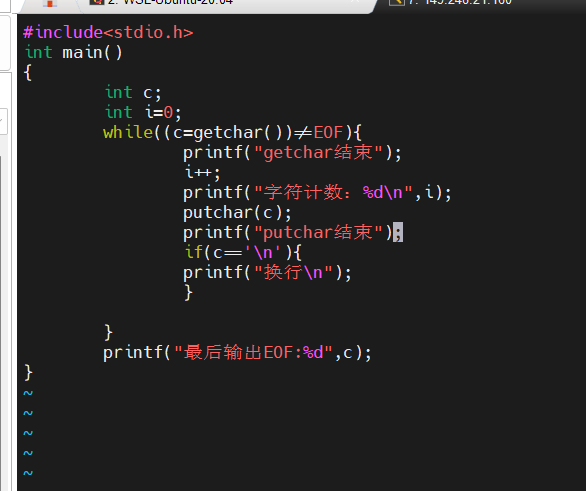 2. WSL-Ubuntu-20.04 7. 145.240.21.160
#include<stdio.h>
int main()
{
int c;
int i=0;
while((c=getchar())≠EOF){
printf("getchar结束");
i++;
printf("字符计数：%d\n",i);
putchar(c);
printf("putchar结束");
if(c=='\n'){
printf("换行\n");
}
}
printf("最后输出EOF:%d",c);
}
~
~
~
~
~